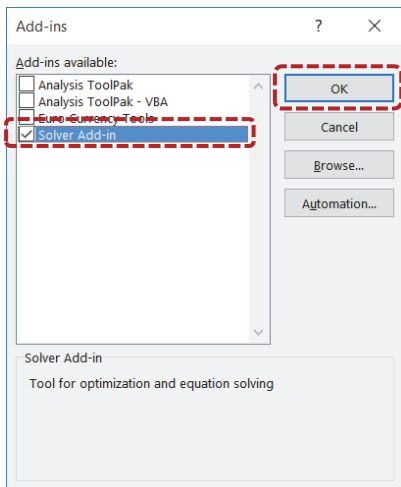 Add-ins ? ×
Add-ins available:
Analysis ToolPak
Analysis ToolPak - VBA
Euro Currency Tools
Solver Add-in
OK
Cancel
Browse...
Automation...
Solver Add-in
Tool for optimization and equation solving